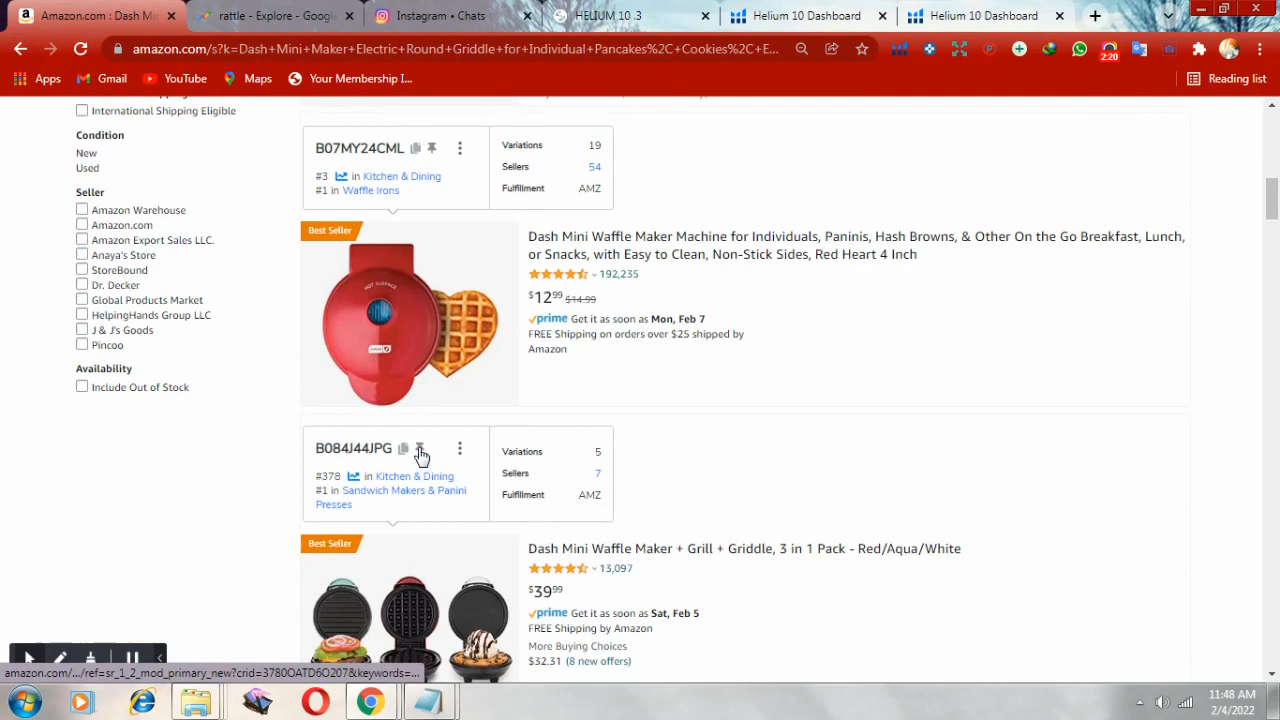 Amazon.com : Dash Mi
rattle - Explore - Google
Instagram • Chats
HELIUM 10 .3
Helium 10 Dashboard
Helium 10 Dashboard
amazon.com/s?k=Dash+Mini+Maker+Electric+Round+Griddle+for+Individual+Pancakes%2C+Cookies%2C+E...
2:20
Apps
Gmail
YouTube
Maps
Your Membership I...
Reading list
International Shipping Eligible
Condition
New
Used
Seller
Amazon Warehouse
Amazon.com
Amazon Export Sales LLC.
Anaya's Store
StoreBound
Dr. Decker
Global Products Market
HelpingHands Group LLC
J & J's Goods
Pincoo
Availability
Include Out of Stock
B07MY24CML
#3 in Kitchen & Dining
#1 in Waffle Irons
Variations 19
Sellers 54
Fulfillment AMZ
Best Seller
HOT SURFACE
DASH
Dash Mini Waffle Maker Machine for Individuals, Paninis, Hash Browns, & Other On the Go Breakfast, Lunch,
or Snacks, with Easy to Clean, Non-Stick Sides, Red Heart 4 Inch
192,235
$12.99 $14.99
prime Get it as soon as Mon, Feb 7
FREE Shipping on orders over $25 shipped by
Amazon
B084J44JPG
#378 in Kitchen & Dining
#1 in Sandwich Makers & Panini
Presses
Variations 5
Sellers 7
Fulfillment AMZ
Best Seller
Dash Mini Waffle Maker + Grill + Griddle, 3 in 1 Pack - Red/Aqua/White
13,097
$39.99
prime Get it as soon as Sat, Feb 5
FREE Shipping by Amazon
More Buying Choices
$32.31 (8 new offers)
amazon.com/.../ref=sr_1_2_mod_primary_new?crid=3780OATD6O207&keywords=...
11:48 AM
2/4/2022